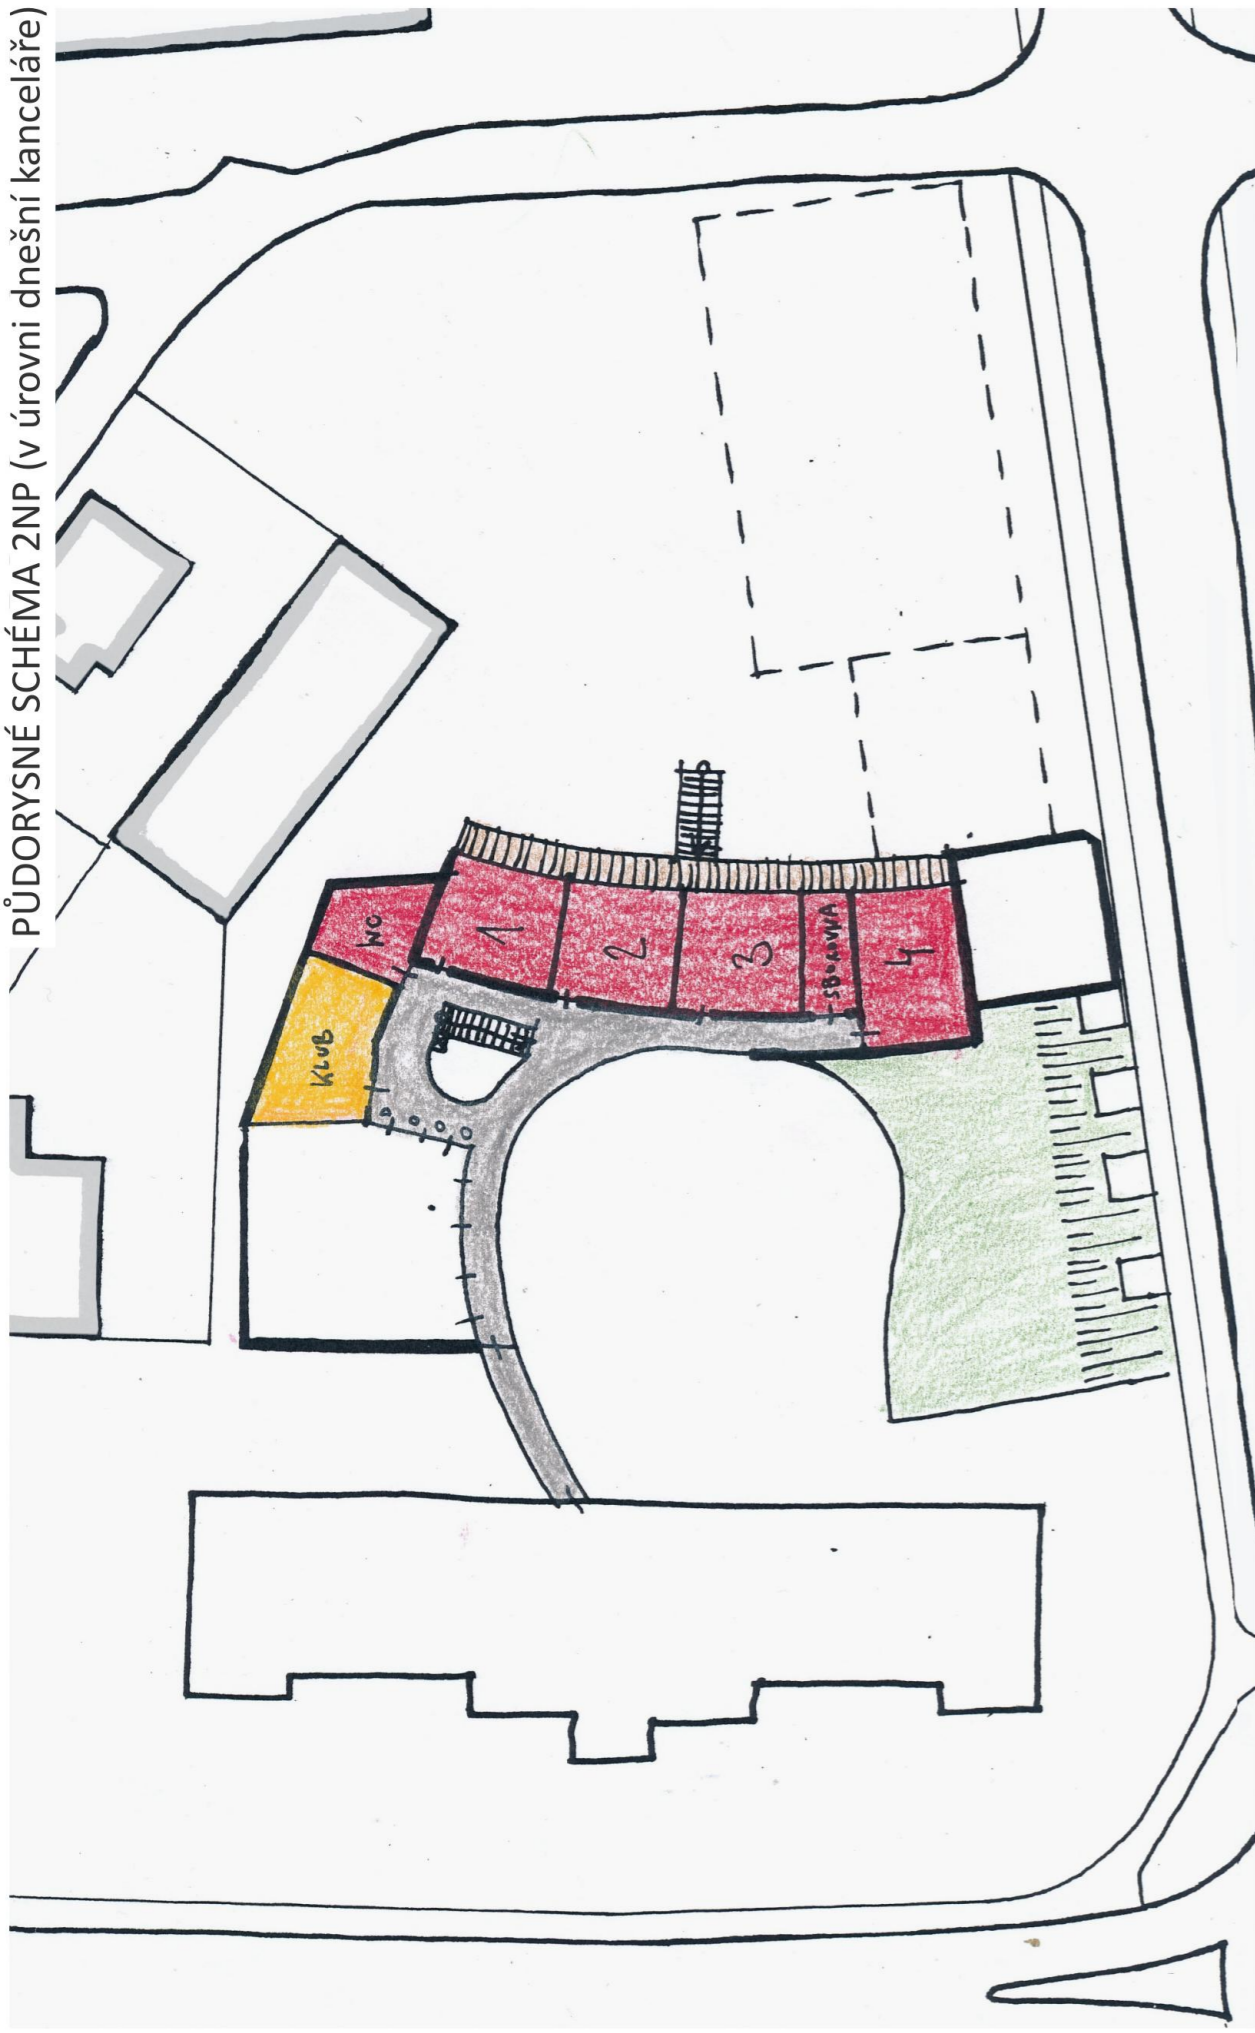 PŮDORYSNÉ SCHÉMA 2NP (v úrovni dnešní kanceláře)
WC
KLUB
1
2
3
SBOROVNA
4